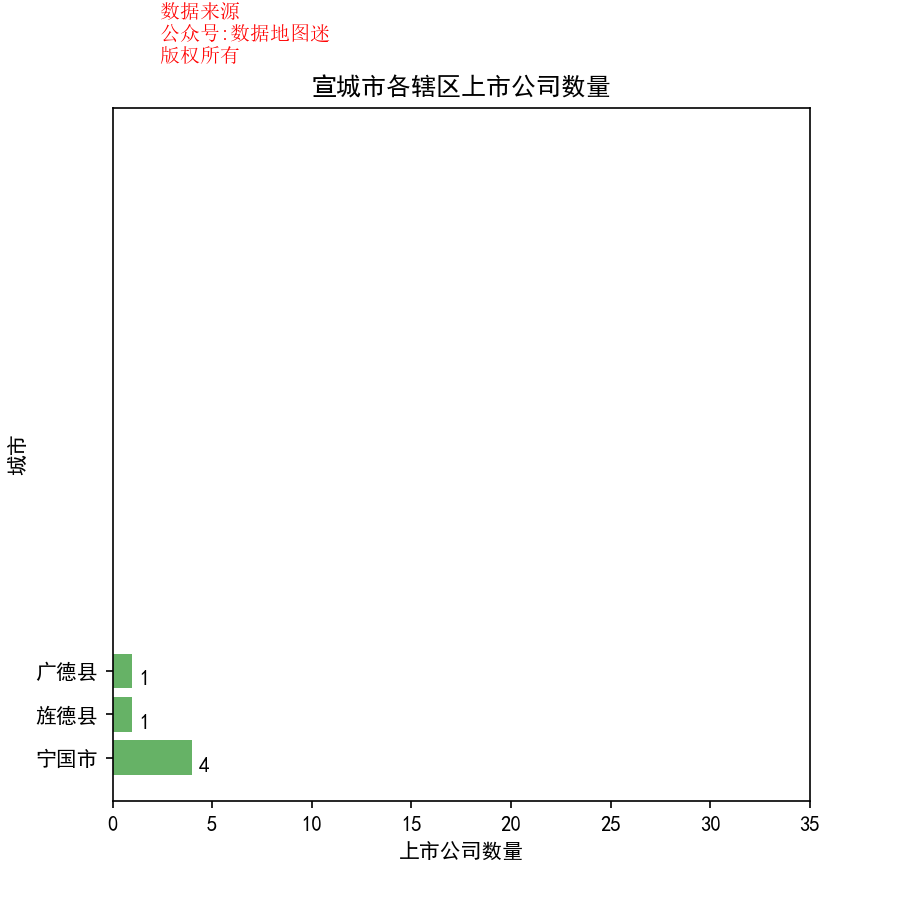 数据来源
公众号:数据地图迷
版权所有
宣城市各辖区上市公司数量
城市
广德县
1
旌德县
1
宁国市
4
0 5 10 15 20 25 30 35
上市公司数量